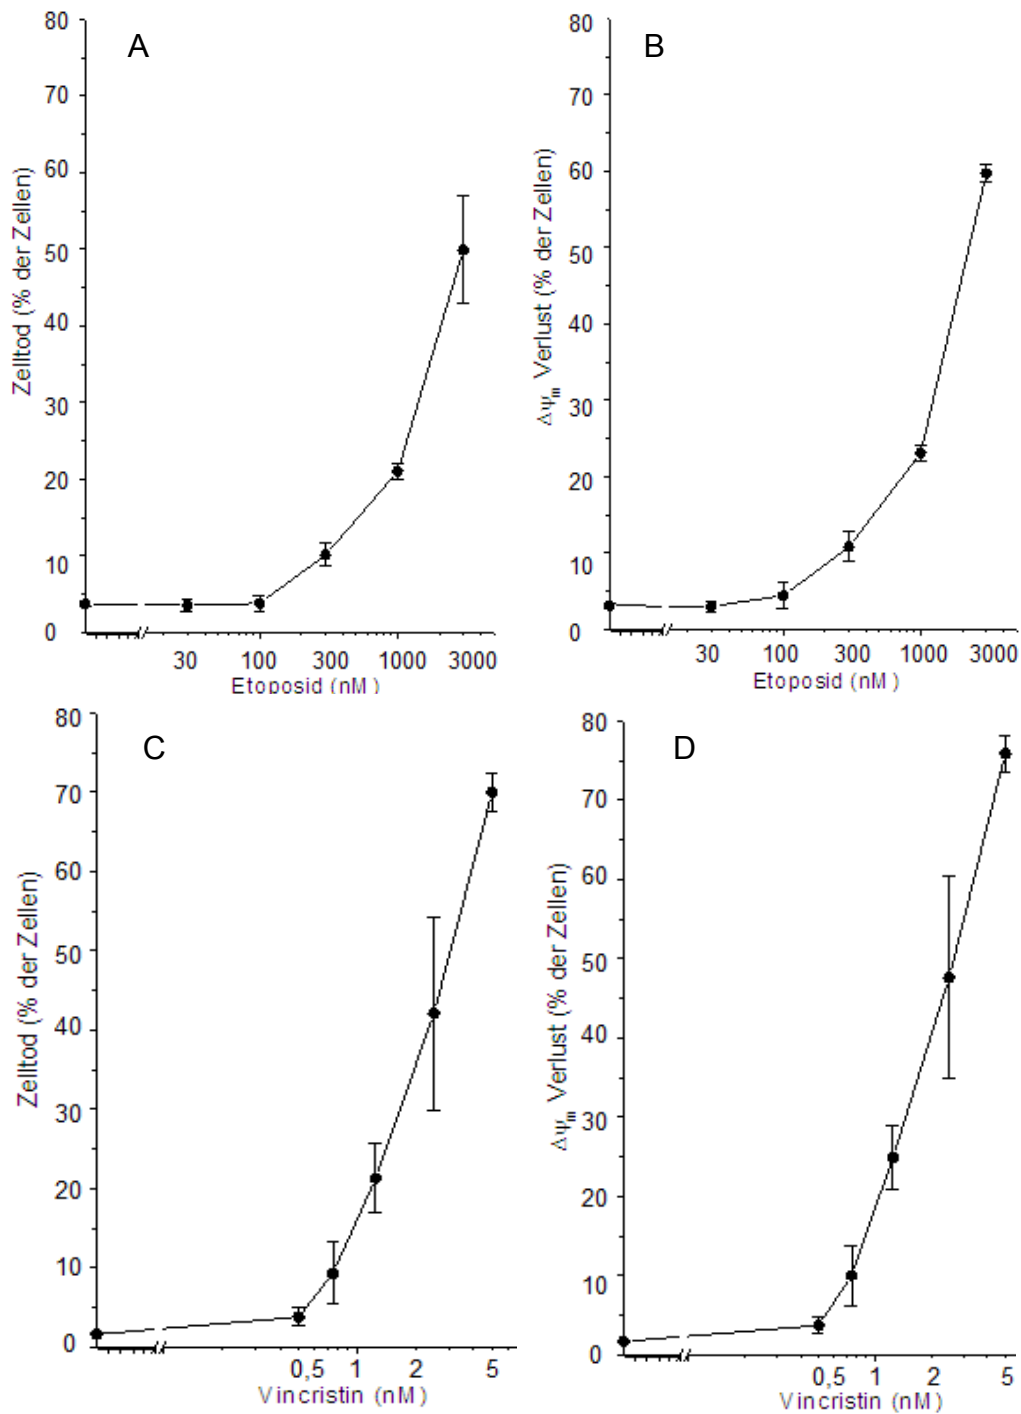 A
80
70
60
50
40
30
20
10
0
Zelltod (% der Zellen)
30 100 300 1000 3000
Etoposid (nM)
B
80
70
60
50
40
30
20
10
0
Δψm Verlust (% der Zellen)
30 100 300 1000 3000
Etoposid (nM)
C
80
70
60
50
40
30
20
10
0
Zelltod (% der Zellen)
0,5 1 2 5
Vincristin (nM)
D
80
70
60
50
40
30
20
10
0
Δψm Verlust (% der Zellen)
0,5 1 2 5
Vincristin (nM)